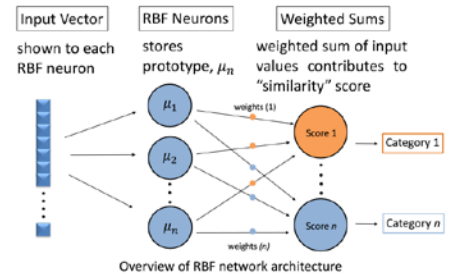 Input Vector
RBF Neurons
Weighted Sums
shown to each
RBF neuron
stores
prototype, μn
weighted sum of input
values contributes to
“similarity” score
μ1
weights (1)
Score 1
Category 1
μ2
μn
Score n
Category n
weights (n)
Overview of RBF network architecture